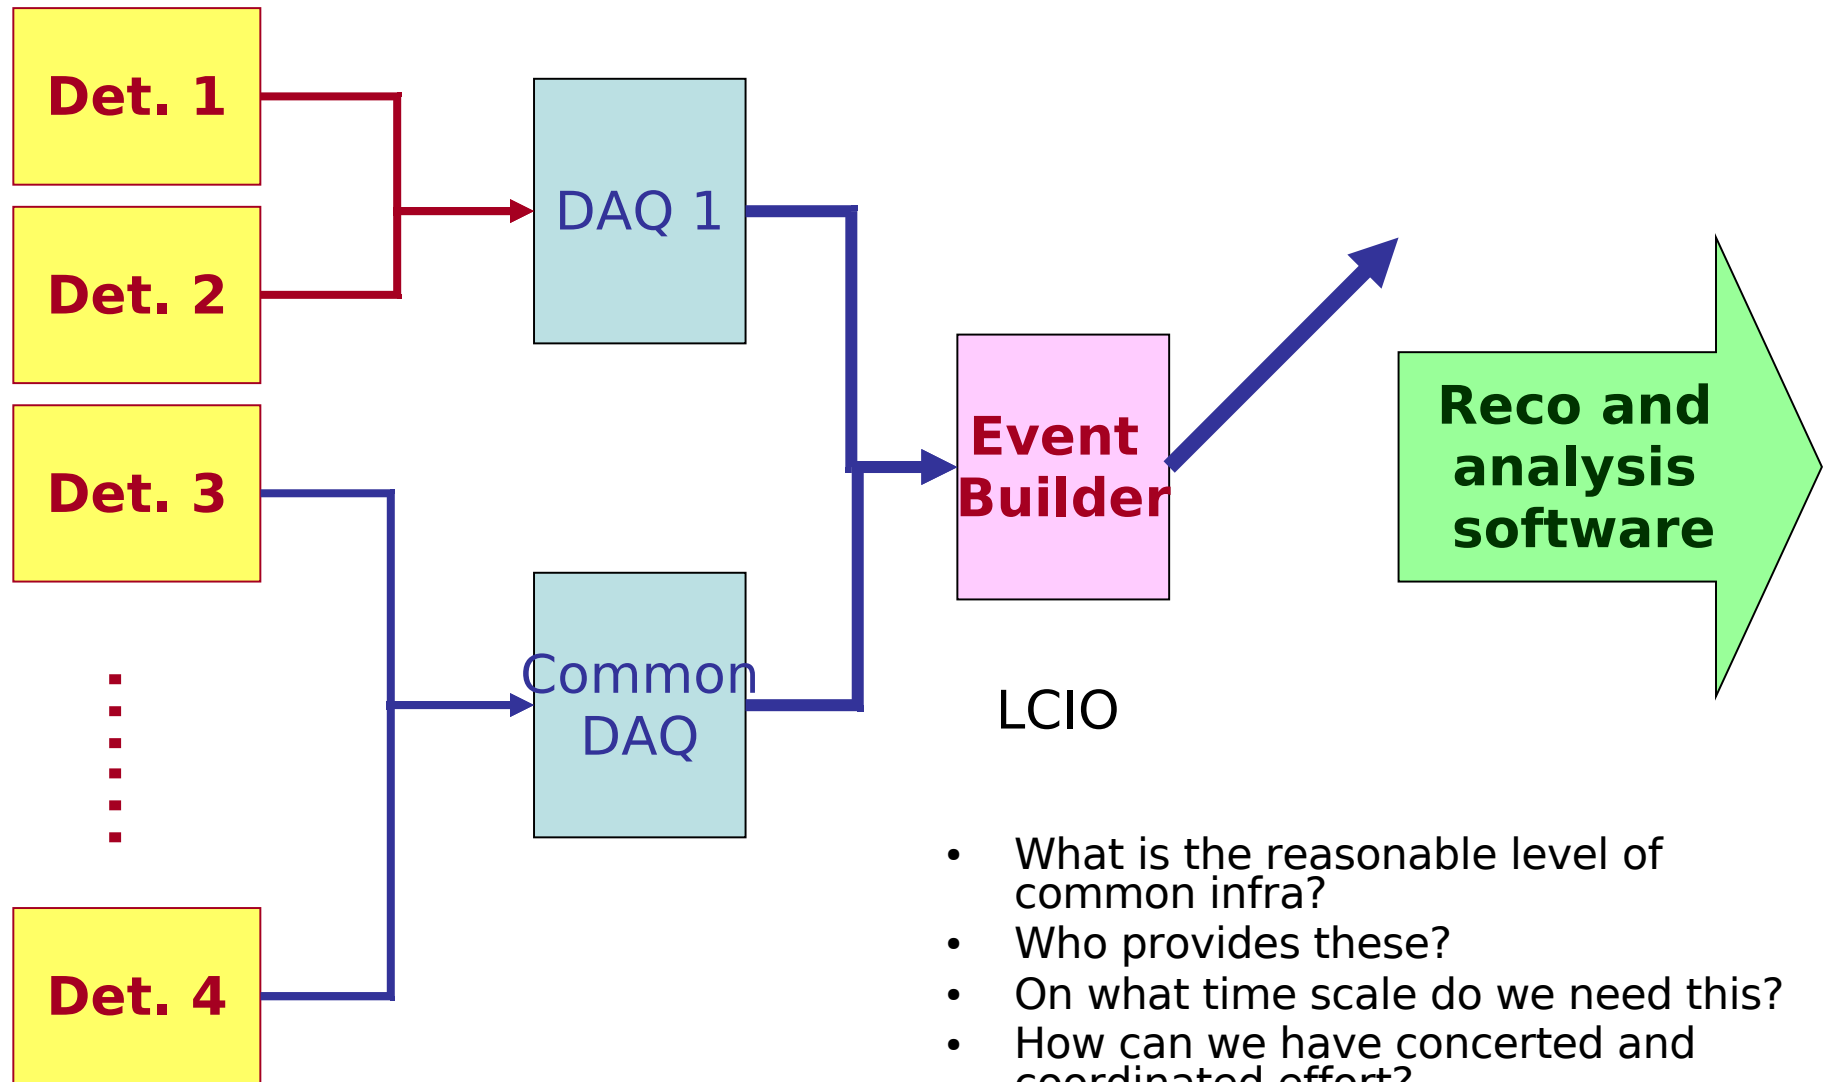 Det. 1
Det. 2
Det. 3
Det. 4
DAQ 1
Common
DAQ
Event
Builder
Reco and
analysis
software
LCIO
• What is the reasonable level of
common infra?
• Who provides these?
• On what time scale do we need this?
• How can we have concerted and
coordinated effort?